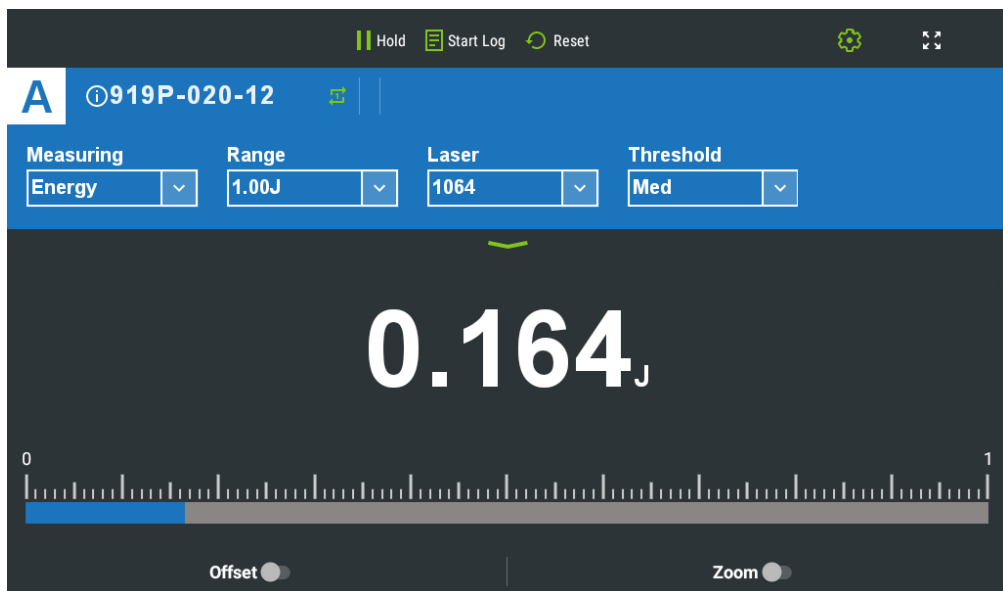 Hold Start Log Reset
A 919P-020-12
Measuring Range Laser Threshold
Energy 1.00J 1064 Med
0.164 J
0 1
Offset Zoom